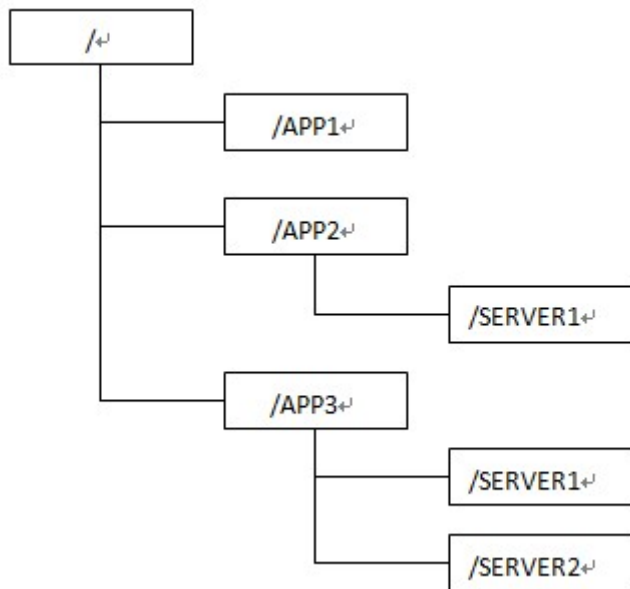 /↵
/APP1↵
/APP2↵
/SERVER1↵
/APP3↵
/SERVER1↵
/SERVER2↵